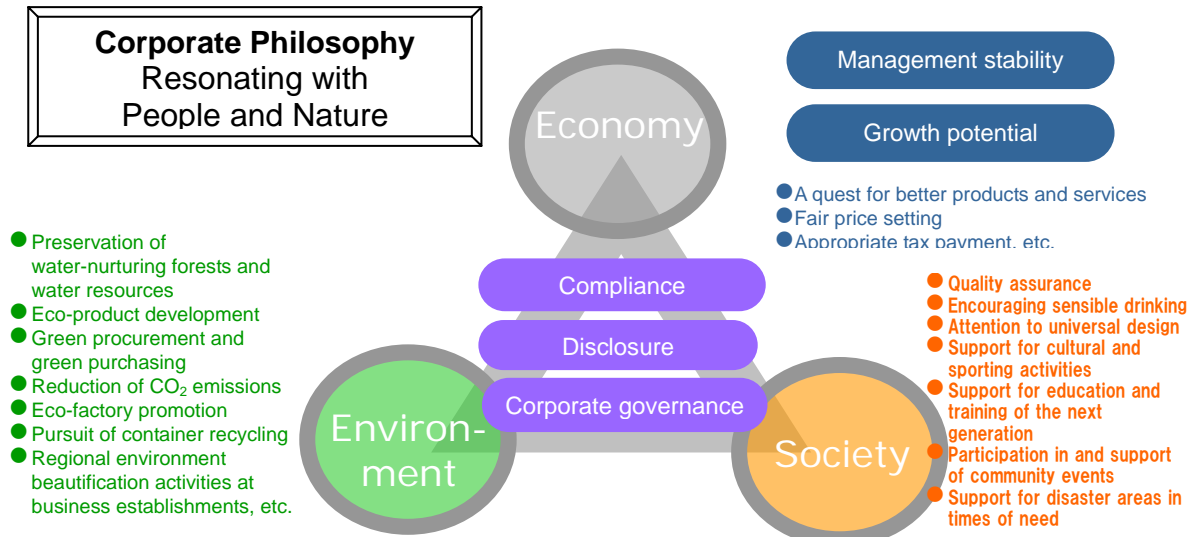 Corporate Philosophy
Resonating with
People and Nature
Economy
Management stability
Growth potential
●A quest for better products and services
●Fair price setting
●Appropriate tax payment, etc.
● Preservation of
water-nurturing forests and
water resources
● Eco-product development
● Green procurement and
green purchasing
● Reduction of CO₂ emissions
● Eco-factory promotion
● Pursuit of container recycling
● Regional environment
beautification activities at
business establishments, etc.
Compliance
Disclosure
Corporate governance
Environ-
ment
Society
● Quality assurance
● Encouraging sensible drinking
● Attention to universal design
● Support for cultural and
sporting activities
● Support for education and
training of the next
generation
● Participation in and support
of community events
● Support for disaster areas in
times of need